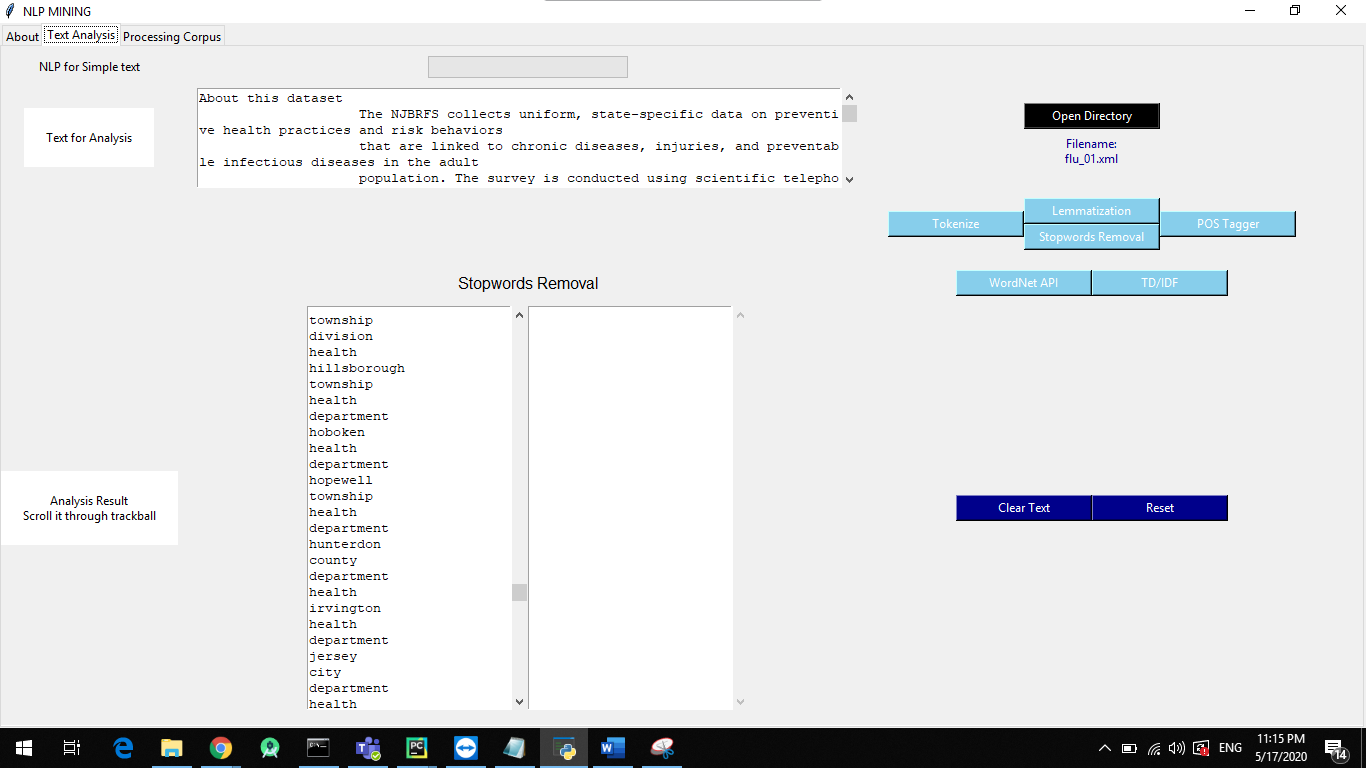 NLP MINING
About Text Analysis Processing Corpus
NLP for Simple text
Text for Analysis
About this dataset
The NJBRFS collects uniform, state-specific data on preventi
ve health practices and risk behaviors
that are linked to chronic diseases, injuries, and preventab
le infectious diseases in the adult
population. The survey is conducted using scientific telepho
Open Directory
Filename:
flu_01.xml
Tokenize
Lemmatization
Stopwords Removal
POS Tagger
WordNet API
TD/IDF
Stopwords Removal
township
division
health
hillsborough
township
health
department
hoboken
health
department
hopewell
township
health
department
hunterdon
county
department
health
irvington
health
department
jersey
city
department
health
Analysis Result
Scroll it through trackball
Clear Text
Reset
ENG
11:15 PM
5/17/2020
14